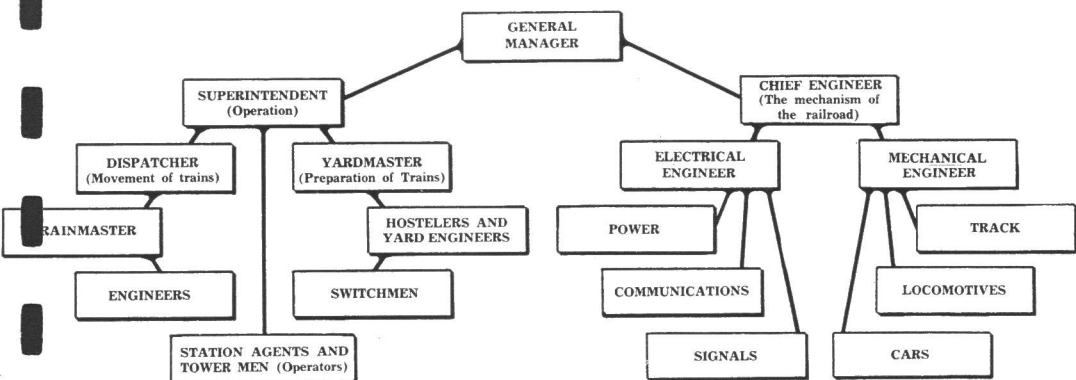 GENERAL
MANAGER
SUPERINTENDENT
(Operation)
CHIEF ENGINEER
(The mechanism of
the railroad)
DISPATCHER
(Movement of trains)
YARDMASTER
(Preparation of Trains)
ELECTRICAL
ENGINEER
MECHANICAL
ENGINEER
RAINMASTER
HOSTELERS AND
YARD ENGINEERS
POWER
TRACK
ENGINEERS
SWITCHMEN
COMMUNICATIONS
LOCOMOTIVES
STATION AGENTS AND
TOWER MEN (Operators)
SIGNALS
CARS